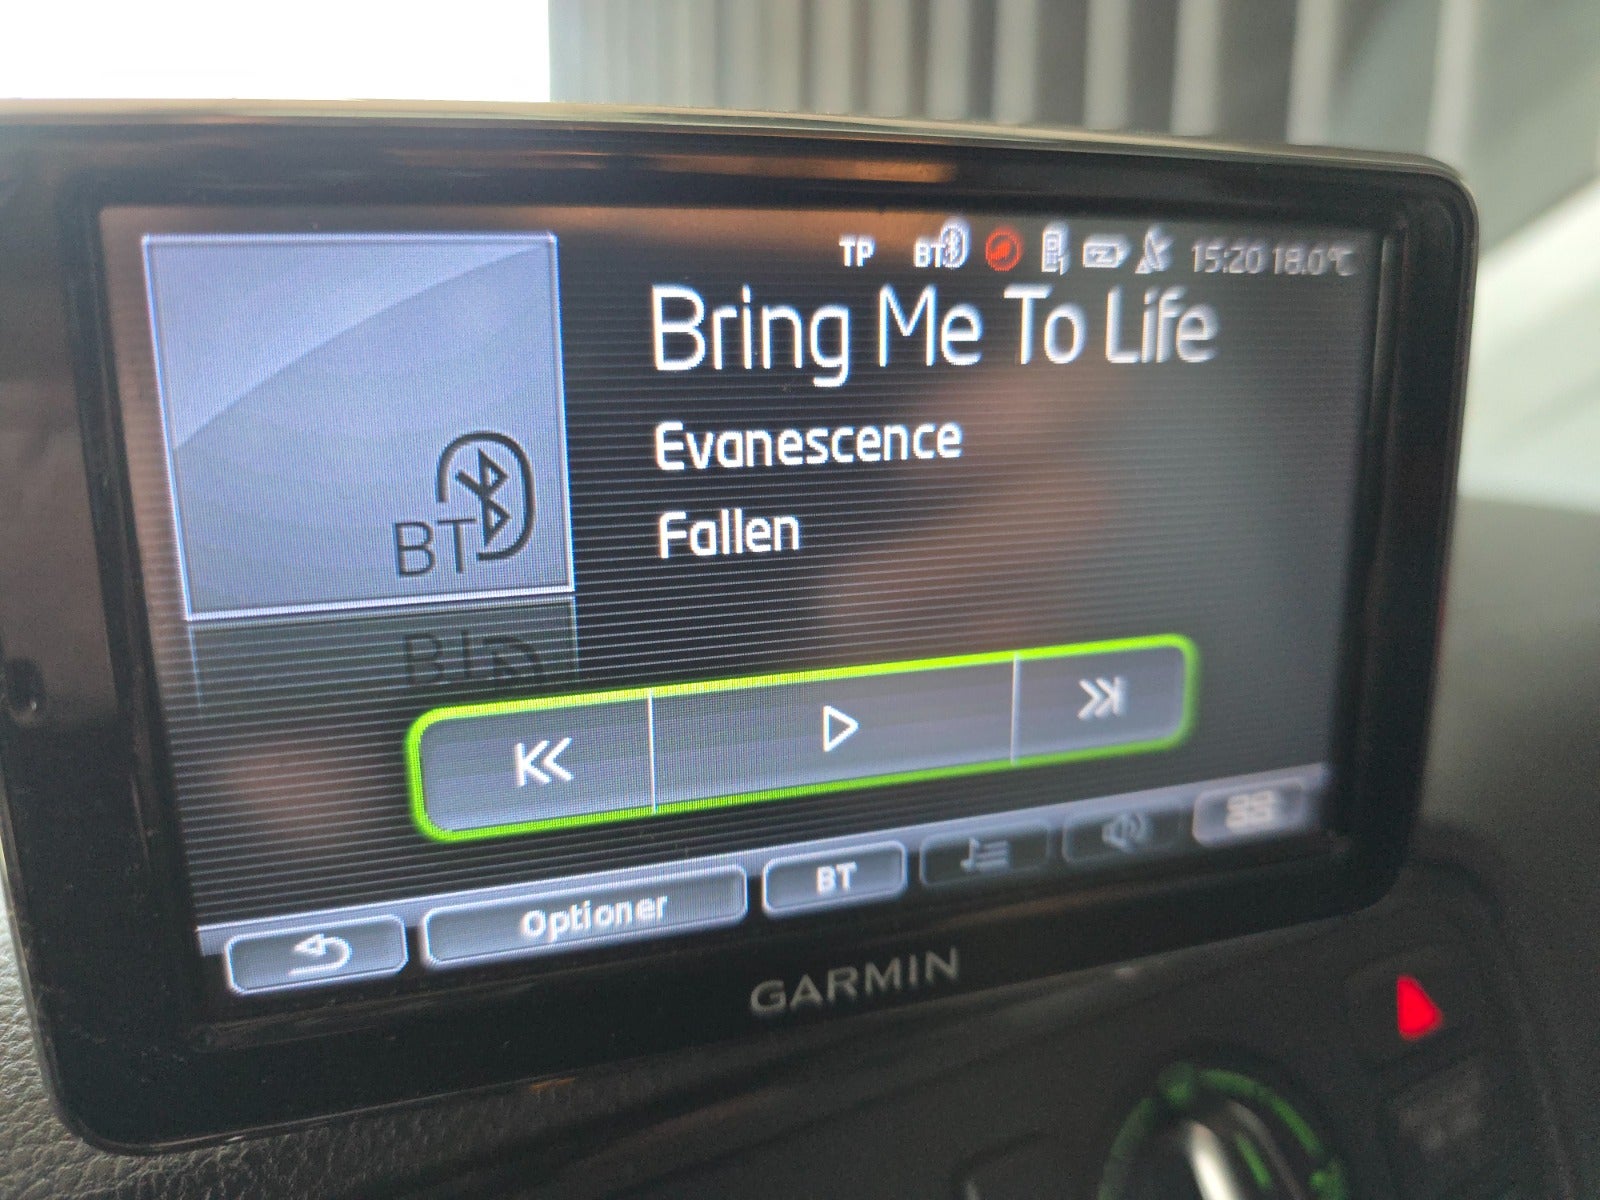 TP BT 15:20 18.0°C
Bring Me To Life
Evanescence
Fallen
BT
Optioner
BT
GARMIN